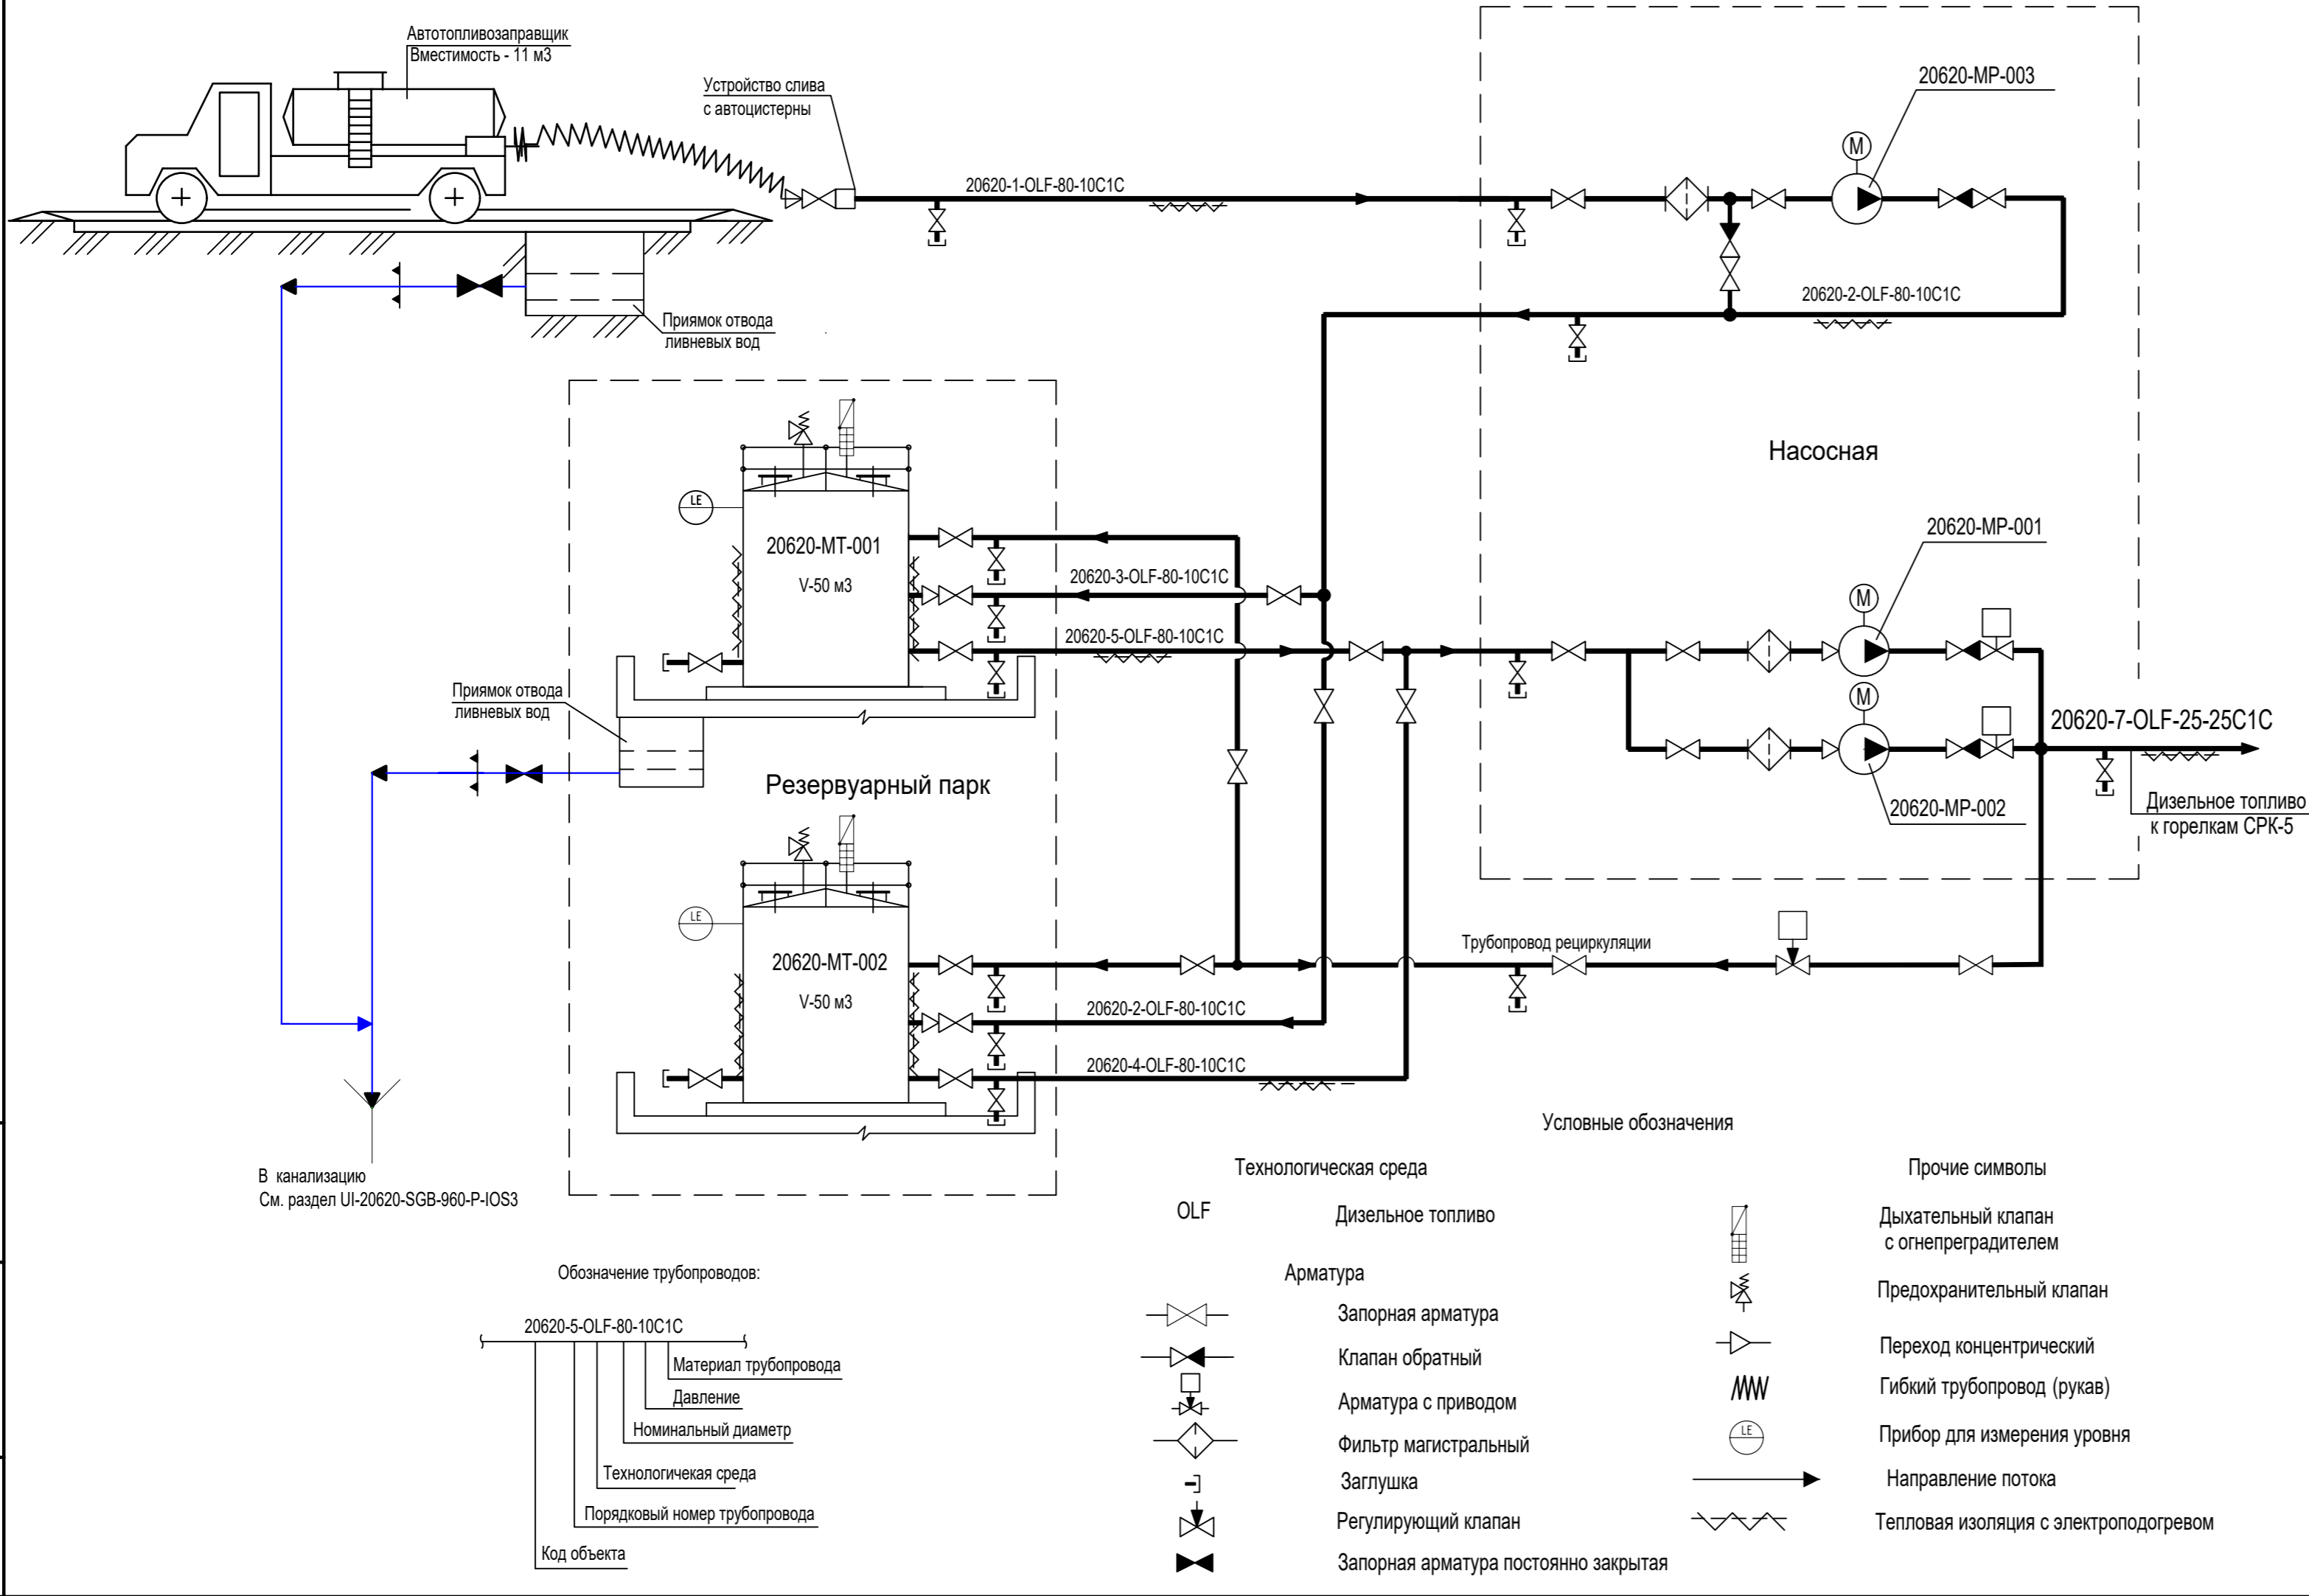 Автотопливозаправщик
Вместимость - 11 м3
Устройство слива
с автоцистерны
20620-1-OLF-80-10C1C
20620-MP-003
M
20620-2-OLF-80-10C1C
Приямок отвода
ливневых вод
Насосная
LE
20620-MT-001
V-50 м3
20620-3-OLF-80-10C1C
20620-5-OLF-80-10C1C
20620-MP-001
M
M
20620-MP-002
20620-7-OLF-25-25C1C
Дизельное топливо
к горелкам СРК-5
Приямок отвода
ливневых вод
Резервуарный парк
LE
20620-MT-002
V-50 м3
Трубопровод рециркуляции
20620-2-OLF-80-10C1C
20620-4-OLF-80-10C1C
В канализацию
См. раздел UI-20620-SGB-960-P-IOS3
Обозначение трубопроводов:
20620-5-OLF-80-10C1C
Материал трубопровода
Давление
Номинальный диаметр
Технологичекая среда
Порядковый номер трубопровода
Код объекта
Условные обозначения
Технологическая среда
OLF
Дизельное топливо
Арматура
Запорная арматура
Клапан обратный
Арматура с приводом
Фильтр магистральный
Заглушка
Регулирующий клапан
Запорная арматура постоянно закрытая
Прочие символы
Дыхательный клапан
с огнепреградителем
Предохранительный клапан
Переход концентрический
Гибкий трубопровод (рукав)
LE
Прибор для измерения уровня
Направление потока
Тепловая изоляция с электроподогревом